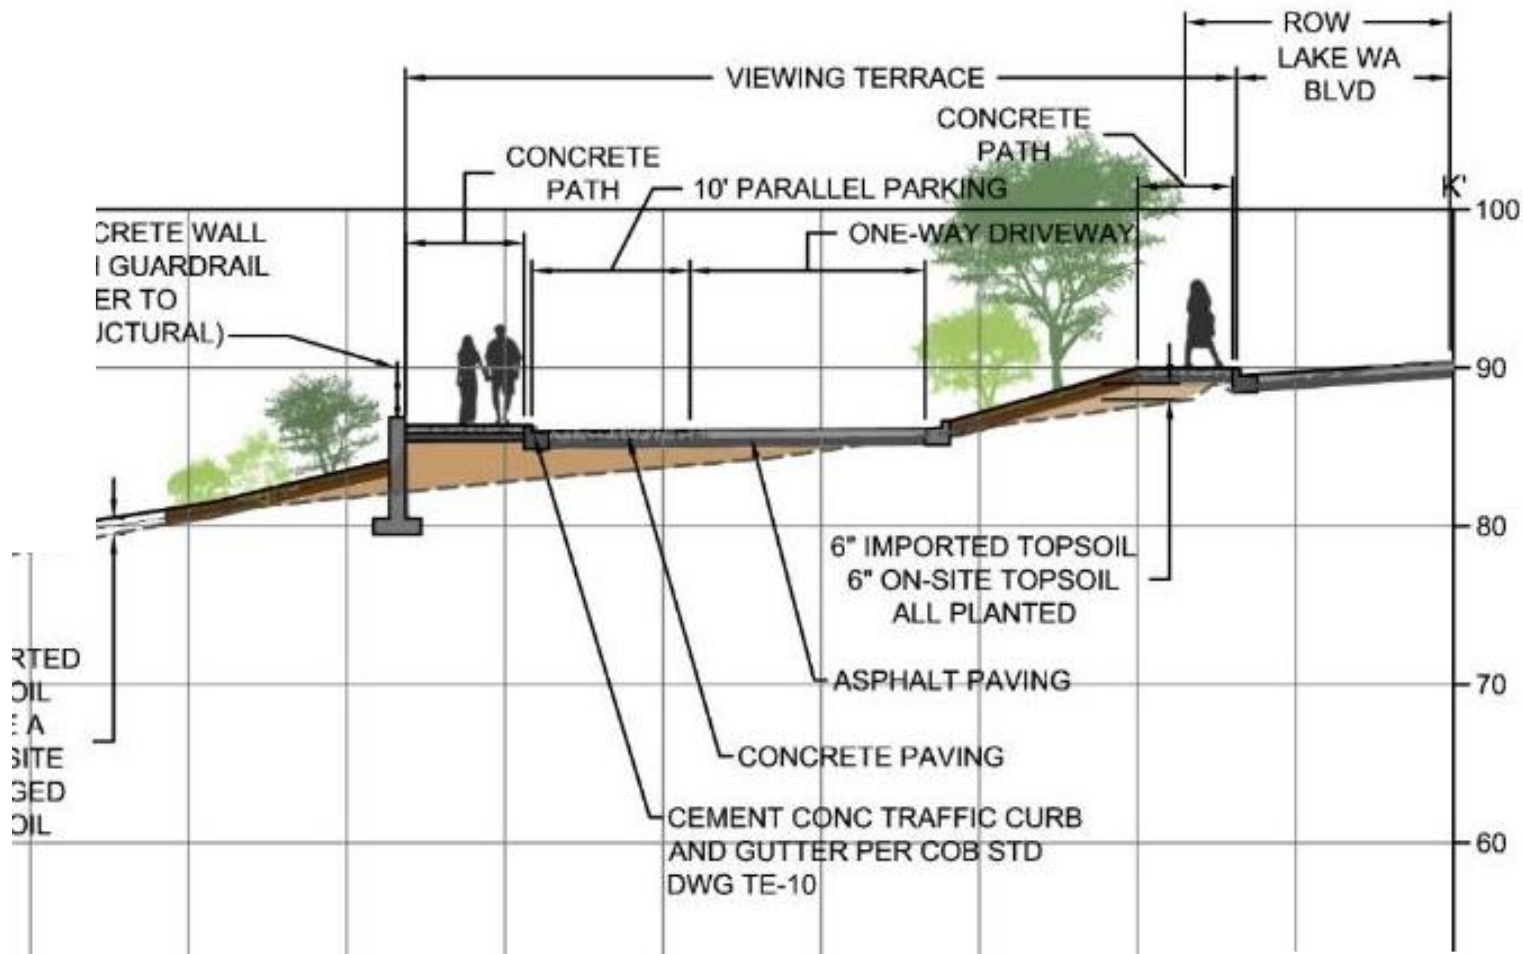 ROW
LAKE WA
BLVD
VIEWING TERRACE
CONCRETE
PATH
CONCRETE
PATH
10' PARALLEL PARKING
K'
100
CRETE WALL
GUARDRAIL
ER TO
UCTURAL)
ONE-WAY DRIVEWAY
90
80
6" IMPORTED TOPSOIL
6" ON-SITE TOPSOIL
ALL PLANTED
RTED
OIL
E A
SITE
GED
OIL
70
ASPHALT PAVING
CONCRETE PAVING
CEMENT CONC TRAFFIC CURB
AND GUTTER PER COB STD
DWG TE-10
60